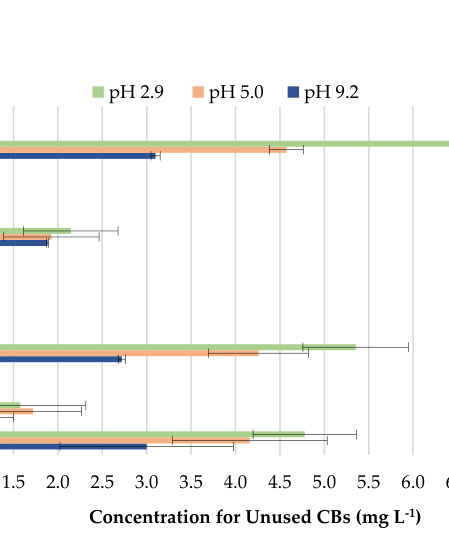 pH 2.9 pH 5.0 pH 9.2
1.5 2.0 2.5 3.0 3.5 4.0 4.5 5.0 5.5 6.0
Concentration for Unused CBs (mg L⁻¹)